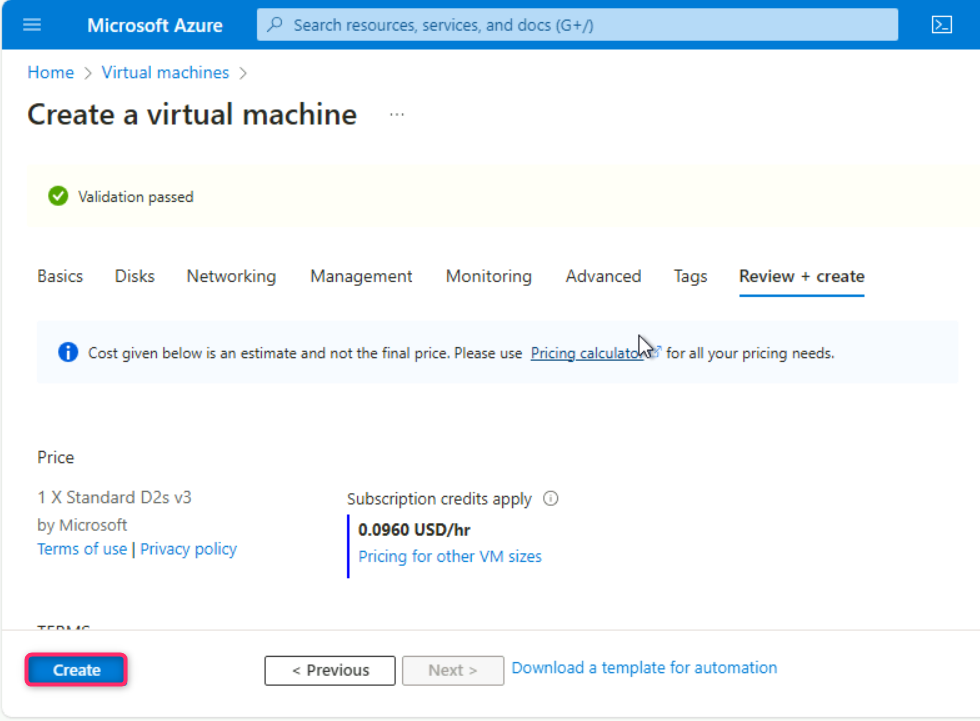 Microsoft Azure
Search resources, services, and docs (G+/)
Home > Virtual machines >
Create a virtual machine ...
Validation passed
Basics Disks Networking Management Monitoring Advanced Tags Review + create
Cost given below is an estimate and not the final price. Please use Pricing calculator for all your pricing needs.
Price
1 X Standard D2s v3
by Microsoft
Terms of use | Privacy policy
Subscription credits apply
0.0960 USD/hr
Pricing for other VM sizes
TERMS
Create < Previous Next > Download a template for automation